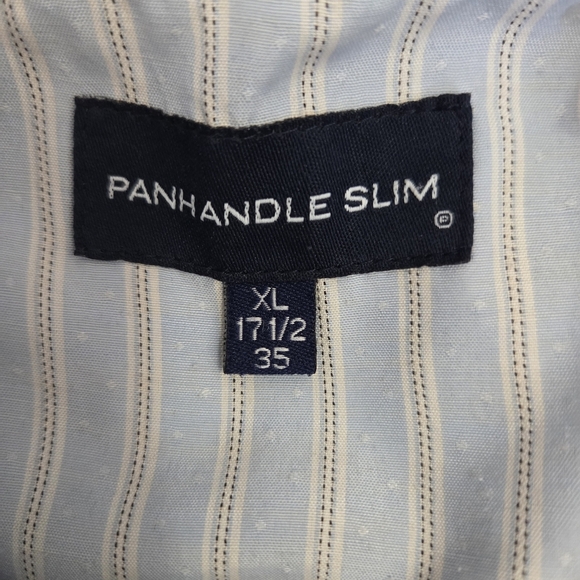 PANHANDLE SLIM ®
XL
17 1/2
35